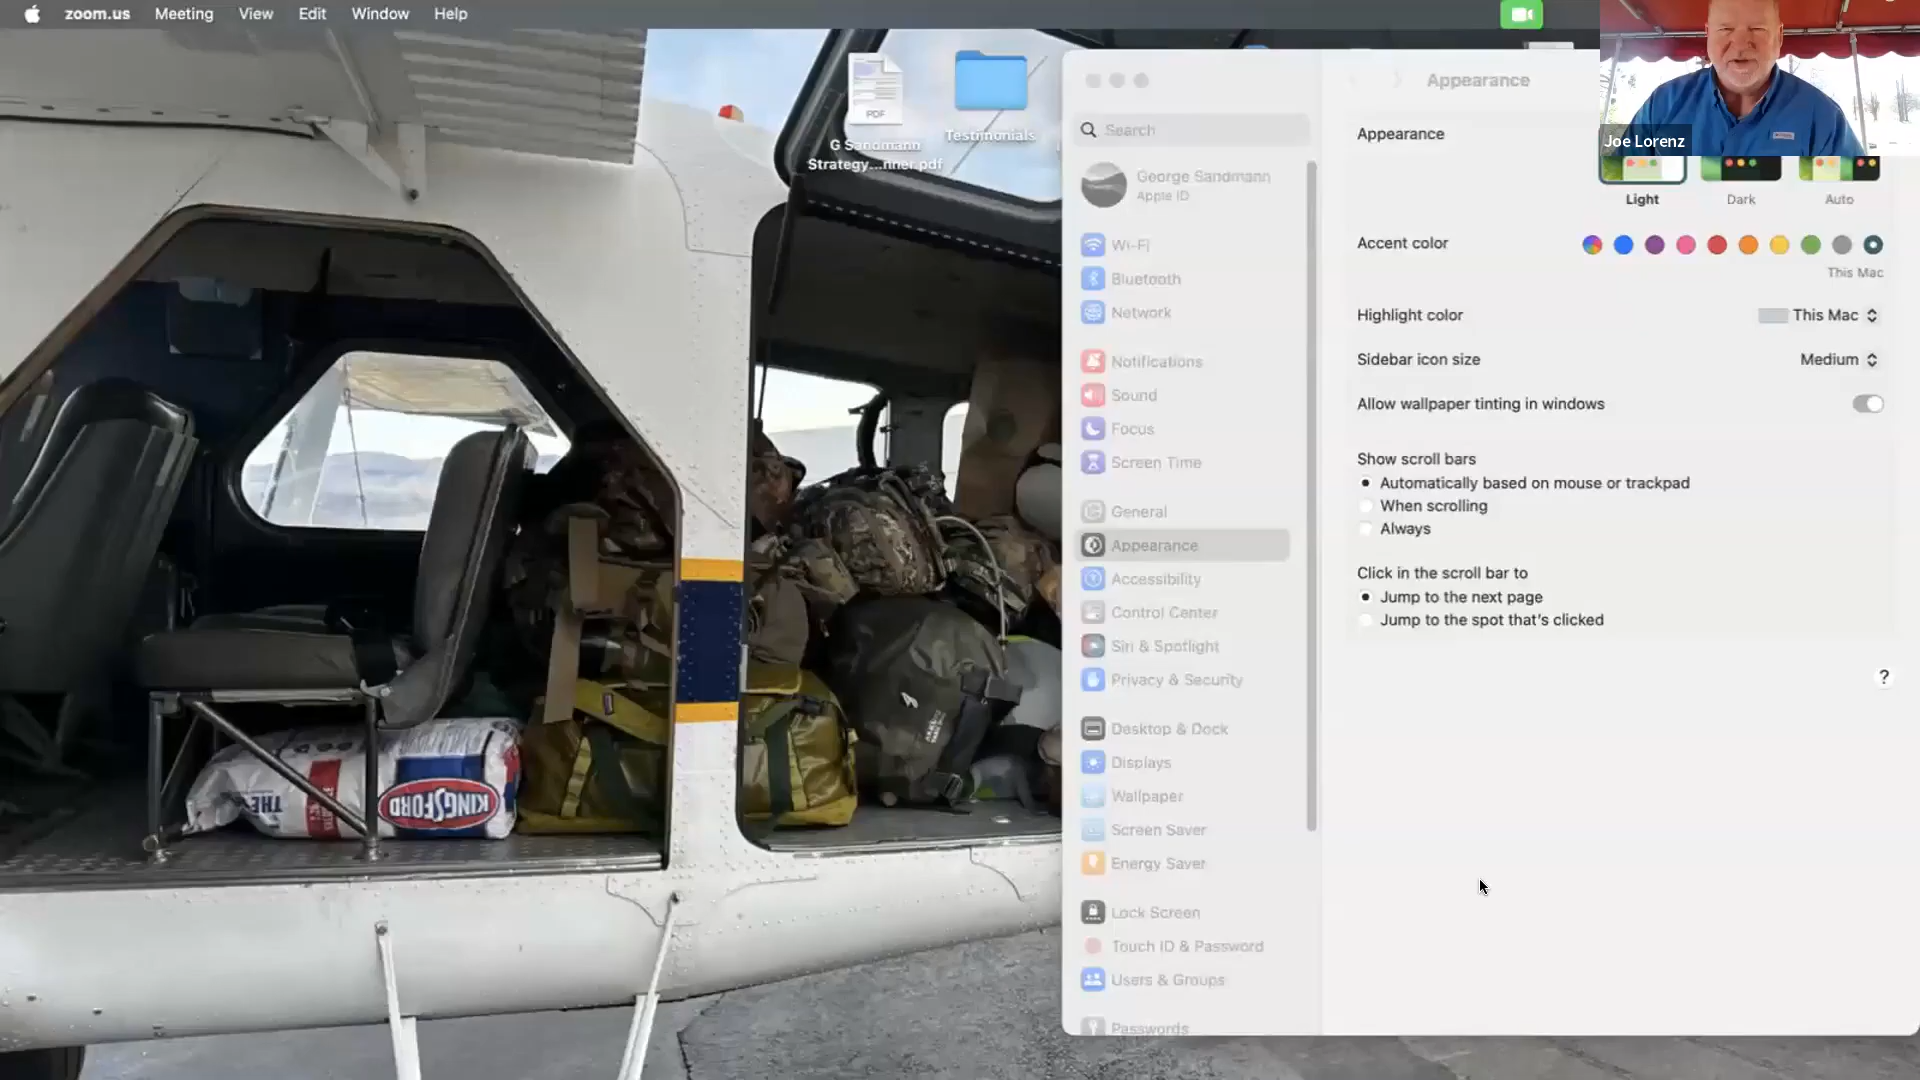 zoom.us Meeting View Edit Window Help
G Sandmann
Strategy...nner.pdf
PDF
Testimonials
Search
George Sandmann
Apple ID
Wi-Fi
Bluetooth
Network
Notifications
Sound
Focus
Screen Time
General
Appearance
Accessibility
Control Center
Siri & Spotlight
Privacy & Security
Desktop & Dock
Displays
Wallpaper
Screen Saver
Energy Saver
Lock Screen
Touch ID & Password
Users & Groups
Passwords
Appearance
Appearance
Light Dark Auto
Accent color
This Mac
Highlight color This Mac
Sidebar icon size Medium
Allow wallpaper tinting in windows
Show scroll bars
Automatically based on mouse or trackpad
When scrolling
Always
Click in the scroll bar to
Jump to the next page
Jump to the spot that's clicked
?
Joe Lorenz
KINGSFORD
THE